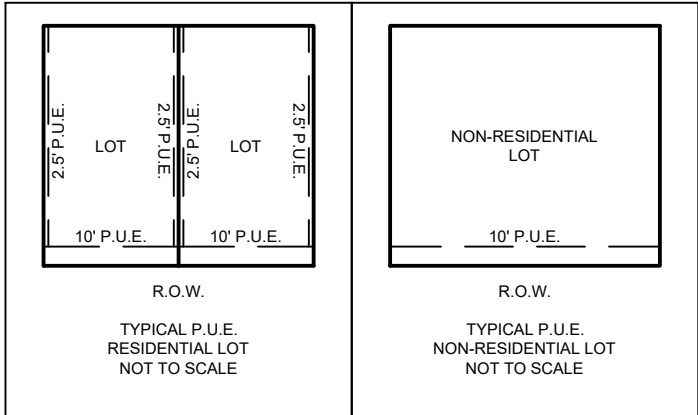 2.5' P.U.E.
LOT
2.5' P.U.E.
2.5' P.U.E.
LOT
2.5' P.U.E.
10' P.U.E.
10' P.U.E.
R.O.W.
TYPICAL P.U.E.
RESIDENTIAL LOT
NOT TO SCALE
NON-RESIDENTIAL
LOT
10' P.U.E.
R.O.W.
TYPICAL P.U.E.
NON-RESIDENTIAL LOT
NOT TO SCALE